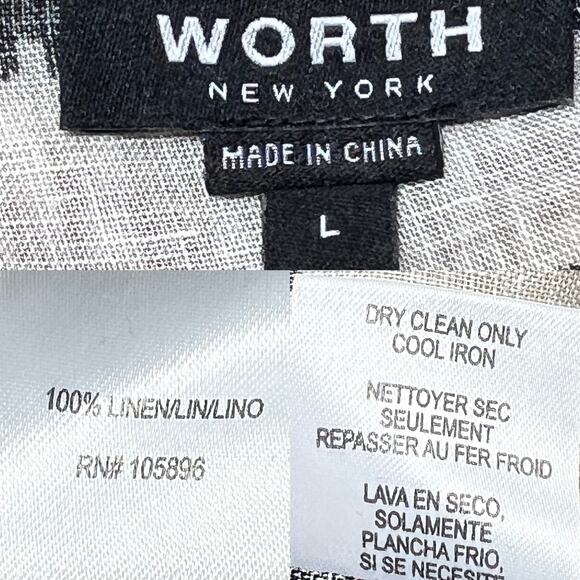 WORTH
NEW YORK
MADE IN CHINA
L
100% LINEN/LIN/LINO
RN# 105896
DRY CLEAN ONLY
COOL IRON
NETTOYER SEC
SEULEMENT
REPASSER AU FER FROID
LAVA EN SECO,
SOLAMENTE
PLANCHA FRIO,
SI SE NECESITE